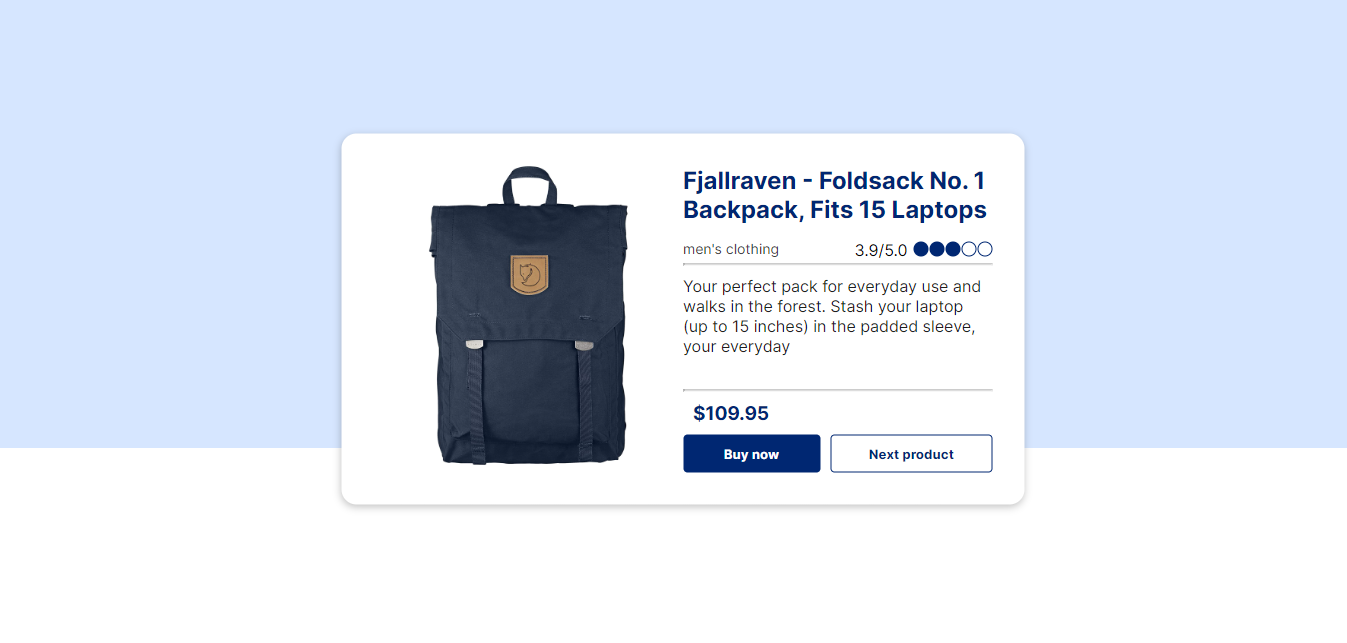 Fjallraven - Foldsack No. 1
Backpack, Fits 15 Laptops
men's clothing
3.9/5.0
Your perfect pack for everyday use and
walks in the forest. Stash your laptop
(up to 15 inches) in the padded sleeve,
your everyday
$109.95
Buy now
Next product